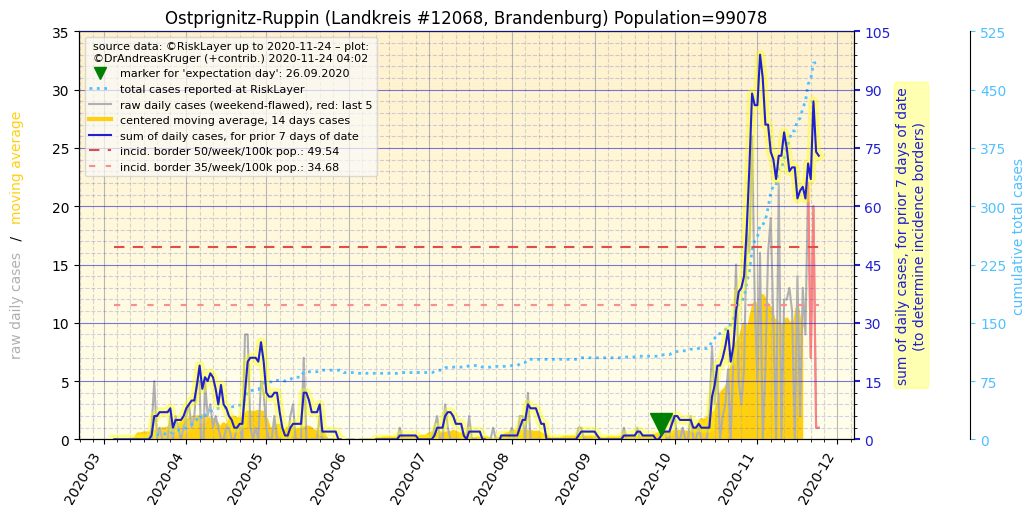 Ostprignitz-Ruppin (Landkreis #12068, Brandenburg) Population=99078
source data: ©RiskLayer up to 2020-11-24 – plot:
©DrAndreasKruger (+contrib.) 2020-11-24 04:02
marker for 'expectation day': 26.09.2020
total cases reported at RiskLayer
raw daily cases (weekend-flawed), red: last 5
centered moving average, 14 days cases
sum of daily cases, for prior 7 days of date
incid. border 50/week/100k pop.: 49.54
incid. border 35/week/100k pop.: 34.68
raw daily cases / moving average
35
30
25
20
15
10
5
0
105
90
75
60
45
30
15
0
sum of daily cases, for prior 7 days of date
(to determine incidence borders)
525
450
375
300
225
150
75
0
cumulative total cases
2020-03
2020-04
2020-05
2020-06
2020-07
2020-08
2020-09
2020-10
2020-11
2020-12